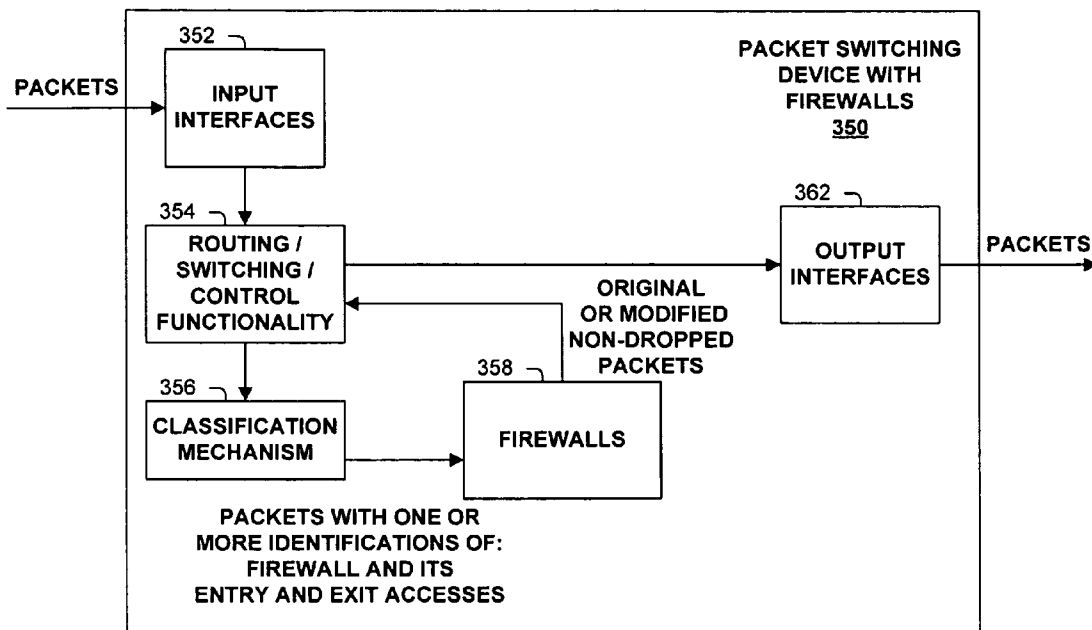 352
PACKETS
INPUT
INTERFACES
PACKET SWITCHING
DEVICE WITH
FIREWALLS
350
354
ROUTING /
SWITCHING /
CONTROL
FUNCTIONALITY
362
OUTPUT
INTERFACES
PACKETS
ORIGINAL
OR MODIFIED
NON-DROPPED
PACKETS
356
CLASSIFICATION
MECHANISM
358
FIREWALLS
PACKETS WITH ONE OR
MORE IDENTIFICATIONS OF:
FIREWALL AND ITS
ENTRY AND EXIT ACCESSES